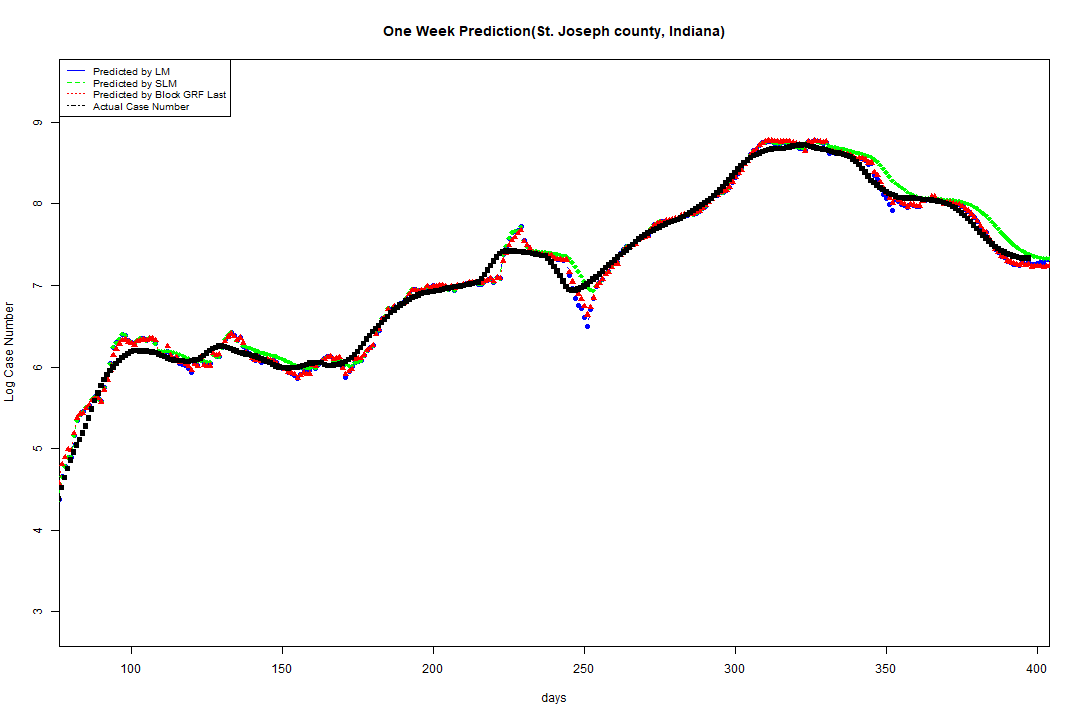 One Week Prediction(St. Joseph county, Indiana)
Predicted by LM
Predicted by SLM
Predicted by Block GRF Last
Actual Case Number
Log Case Number
9
8
7
6
5
4
3
100 150 200 250 300 350 400
days